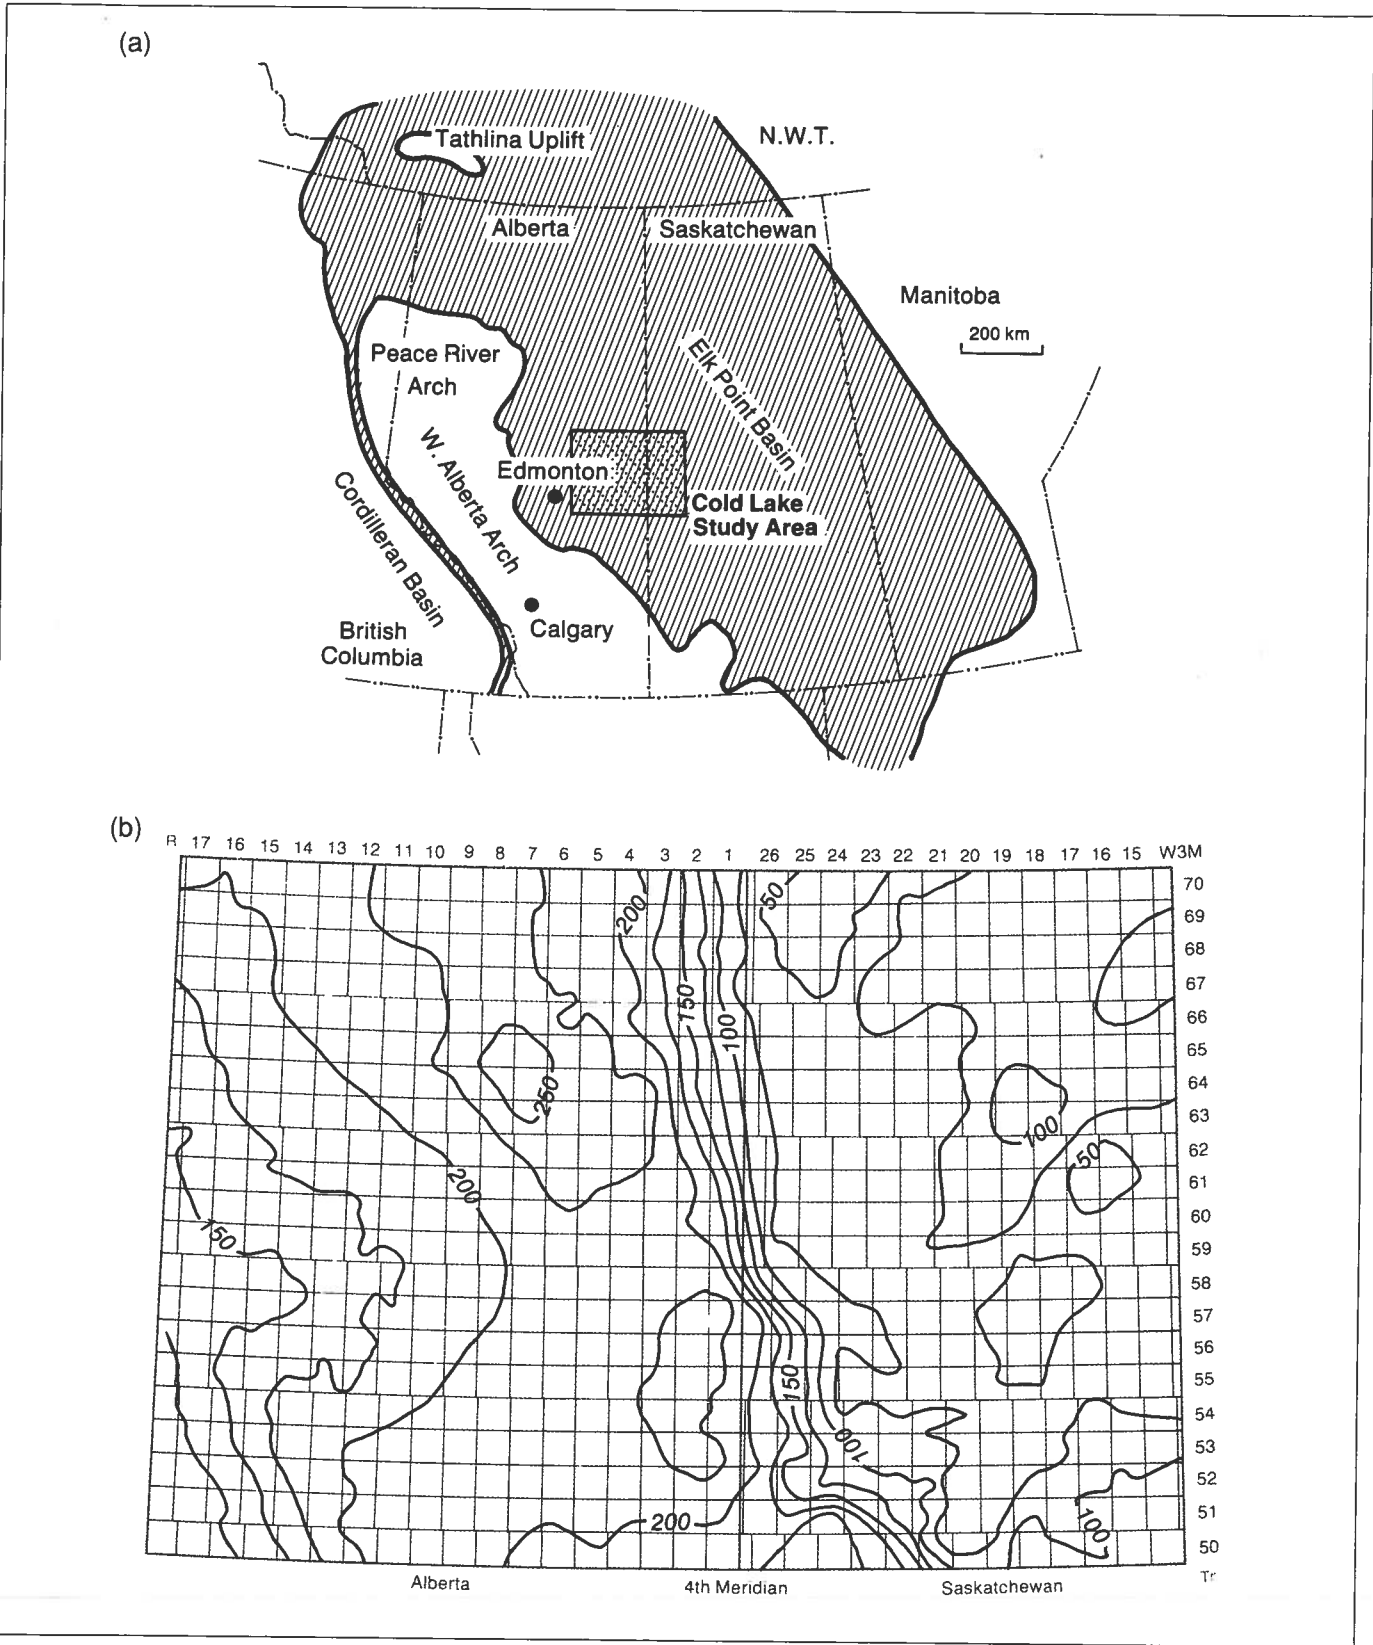 (a)
Tathlina Uplift
N.W.T.
Alberta
Saskatchewan
Manitoba
200 km
Peace River
Arch
Elk Point Basin
W. Alberta Arch
Edmonton
Cold Lake
Study Area
Cordilleran Basin
Calgary
British
Columbia
(b)
R 17 16 15 14 13 12 11 10 9 8 7 6 5 4 3 2 1 26 25 24 23 22 21 20 19 18 17 16 15 W3M
70
69
68
67
66
65
64
63
62
61
60
59
58
57
56
55
54
53
52
51
50
Tr
200
50
150
100
250
100
50
200
150
150
100
200
100
Alberta
4th Meridian
Saskatchewan